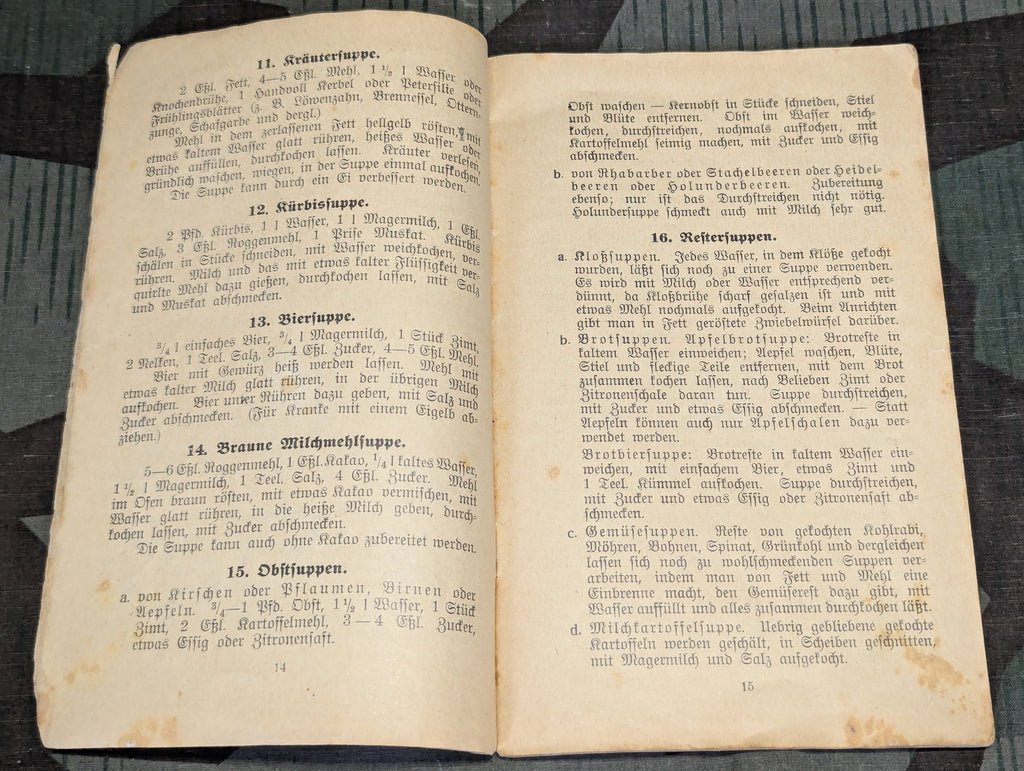 11. Kräutersuppe.
2 Eßl. Fett, 4—5 Eßl. Mehl, 1 ½ l Wasser oder
Knochenbrühe, 1 Handvoll Kerbel oder Petersilie oder
Frühlingsblätter (z. B. Löwenzahn, Brennessel, Ottern-
zunge, Schafgarbe und dergl.)
Mehl in dem zerlassenen Fett hellgelb rösten, mit
etwas kaltem Wasser glatt rühren, heißes Wasser oder
Brühe auffüllen, durchkochen lassen. Kräuter verlesen,
gründlich waschen, wiegen, in der Suppe einmal aufkochen.
Die Suppe kann durch ein Ei verbessert werden.
12. Kürbissuppe.
2 Pfd. Kürbis, 1 l Wasser, 1 l Magermilch, 1 Eßl.
Salz, 3 Eßl. Roggenmehl, 1 Prise Muskat. Kürbis
schälen in Stücke schneiden, mit Wasser weichkochen, ver-
rühren. Milch und das mit etwas kalter Flüssigkeit ver-
quirlte Mehl dazu gießen, durchkochen lassen, mit Salz
und Muskat abschmecken.
13. Biersuppe.
¾ l einfaches Bier, ¾ l Magermilch, 1 Stück Zimt,
2 Nelken, 1 Teel. Salz, 3—4 Eßl. Zucker, 4—5 Eßl. Mehl.
Bier mit Gewürz heiß werden lassen. Mehl mit
etwas kalter Milch glatt rühren, in der übrigen Milch
aufkochen. Bier unter Rühren dazu geben, mit Salz und
Zucker abschmecken. (Für Kranke mit einem Eigelb ab-
ziehen.)
14. Braune Milchmehlsuppe.
5—6 Eßl. Roggenmehl, 1 Eßl. Kakao, ¼ l kaltes Wasser,
1 ½ l Magermilch, 1 Teel. Salz, 4 Eßl. Zucker. Mehl
im Ofen braun rösten, mit etwas Kakao vermischen, mit
Wasser glatt rühren, in die heiße Milch geben, durch-
kochen lassen, mit Zucker abschmecken.
Die Suppe kann auch ohne Kakao zubereitet werden.
15. Obstsuppen.
a. von Kirschen oder Pflaumen, Birnen oder
Aepfeln. ¾—1 Pfd. Obst, 1 ½ l Wasser, 1 Stück
Zimt, 2 Eßl. Kartoffelmehl, 3—4 Eßl. Zucker,
etwas Essig oder Zitronensaft.
14
Obst waschen — Kernobst in Stücke schneiden, Stiel
und Blüte entfernen. Obst im Wasser weich-
kochen, durchstreichen, nochmals aufkochen, mit
Kartoffelmehl seimig machen, mit Zucker und Essig
abschmecken.
b. von Rhabarber oder Stachelbeeren oder Heidel-
beeren oder Holunderbeeren. Zubereitung
ebenso; nur ist das Durchstreichen nicht nötig.
Holundersuppe schmeckt auch mit Milch sehr gut.
16. Restersuppen.
a. Kloßsuppen. Jedes Wasser, in dem Klöße gekocht
wurden, läßt sich noch zu einer Suppe verwenden.
Es wird mit Milch oder Wasser entsprechend ver-
dünnt, da Kloßbrühe scharf gesalzen ist und mit
etwas Mehl nochmals aufgekocht. Beim Anrichten
gibt man in Fett geröstete Zwiebelwürfel darüber.
b. Brotsuppen. Apfelbrotsuppe: Brotreste in
kaltem Wasser einweichen; Aepfel waschen, Blüte,
Stiel und fleckige Teile entfernen, mit dem Brot
zusammen kochen lassen, nach Belieben Zimt oder
Zitronenschale daran tun. Suppe durchstreichen,
mit Zucker und etwas Essig abschmecken. — Statt
Aepfeln können auch nur Apfelschalen dazu ver-
wendet werden.
Brotbiersuppe: Brotreste in kaltem Wasser ein-
weichen, mit einfachem Bier, etwas Zimt und
1 Teel. Kümmel aufkochen. Suppe durchstreichen,
mit Zucker und etwas Essig oder Zitronensaft ab-
schmecken.
c. Gemüsesuppen. Reste von gekochten Kohlrabi,
Möhren, Bohnen, Spinat, Grünkohl und dergleichen
lassen sich noch zu wohlschmeckenden Suppen ver-
arbeiten, indem man von Fett und Mehl eine
Einbrenne macht, den Gemüserest dazu gibt, mit
Wasser auffüllt und alles zusammen durchkochen läßt.
d. Milchkartoffelsuppe. Uebrig gebliebene gekochte
Kartoffeln werden geschält, in Scheiben geschnitten,
mit Magermilch und Salz aufgekocht.
15